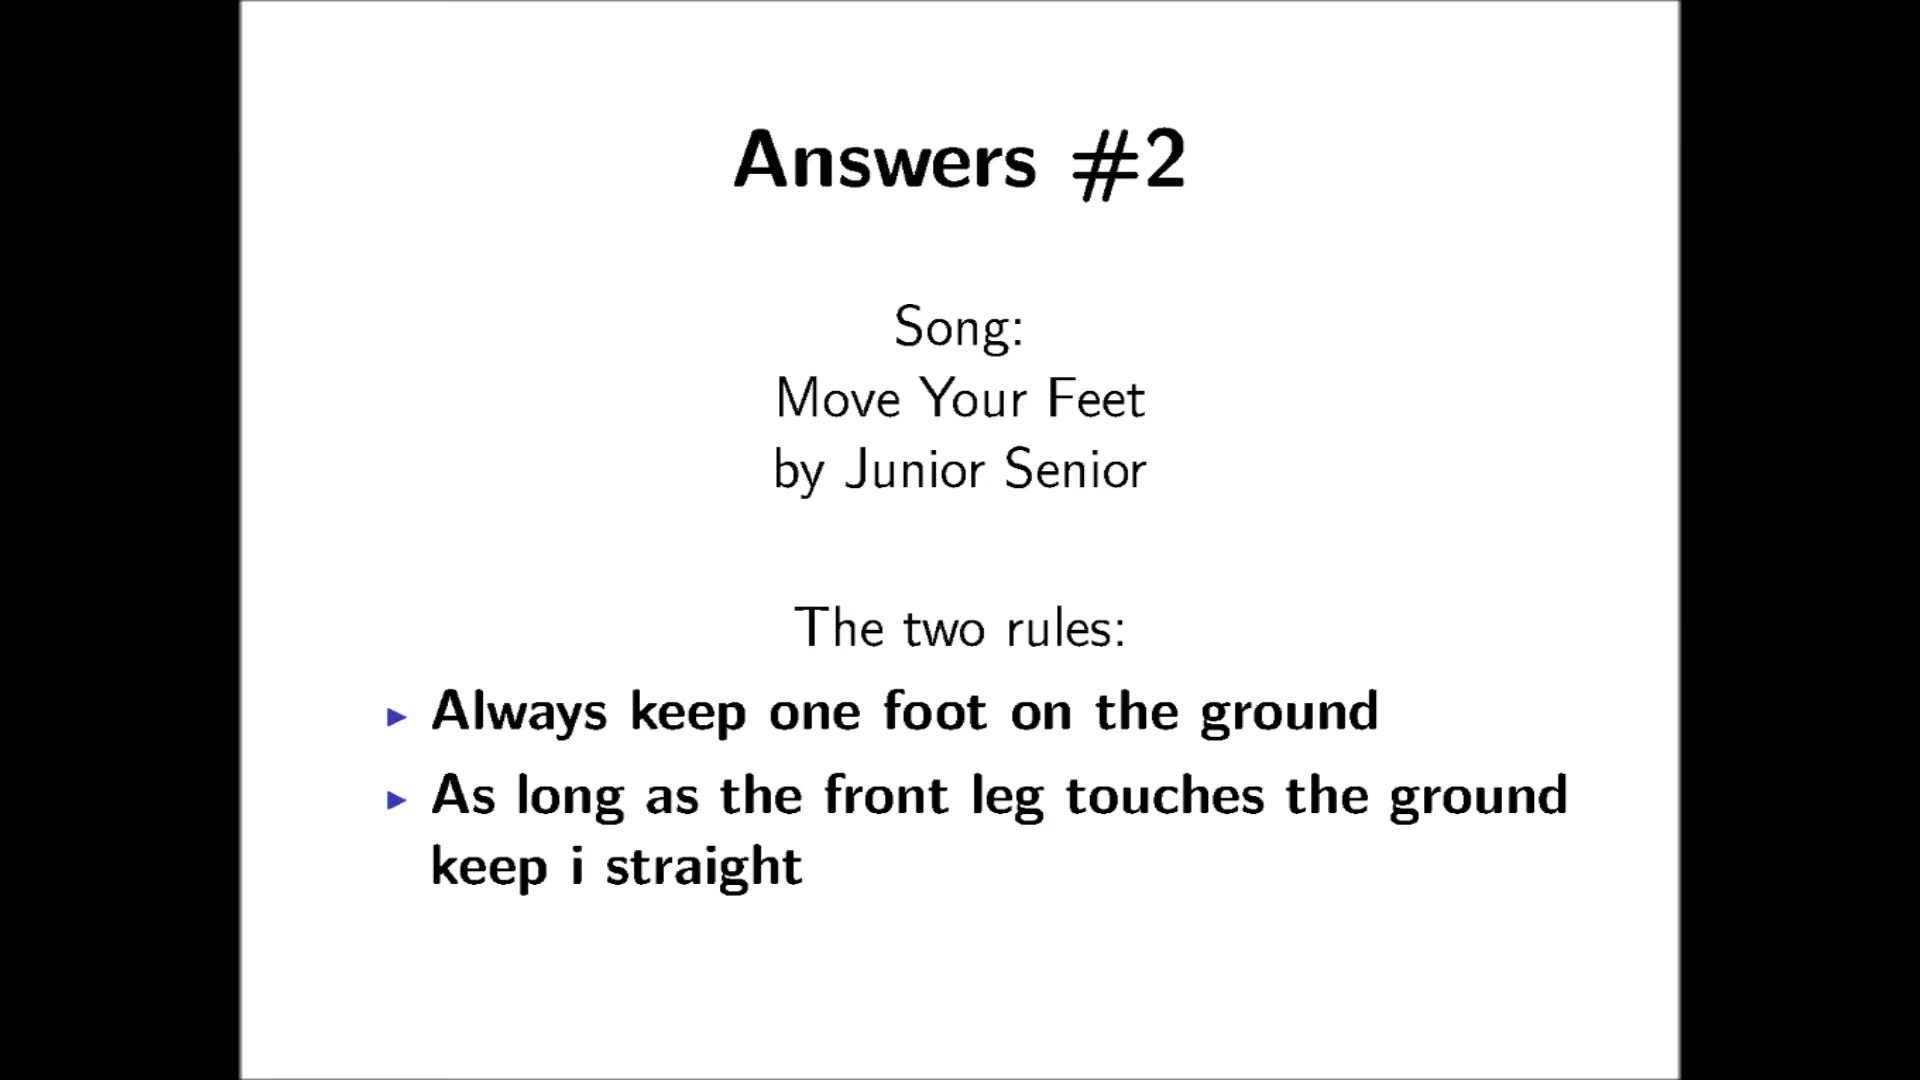 Answers #2
Song:
Move Your Feet
by Junior Senior
The two rules:
▶ Always keep one foot on the ground
▶ As long as the front leg touches the ground
keep i straight